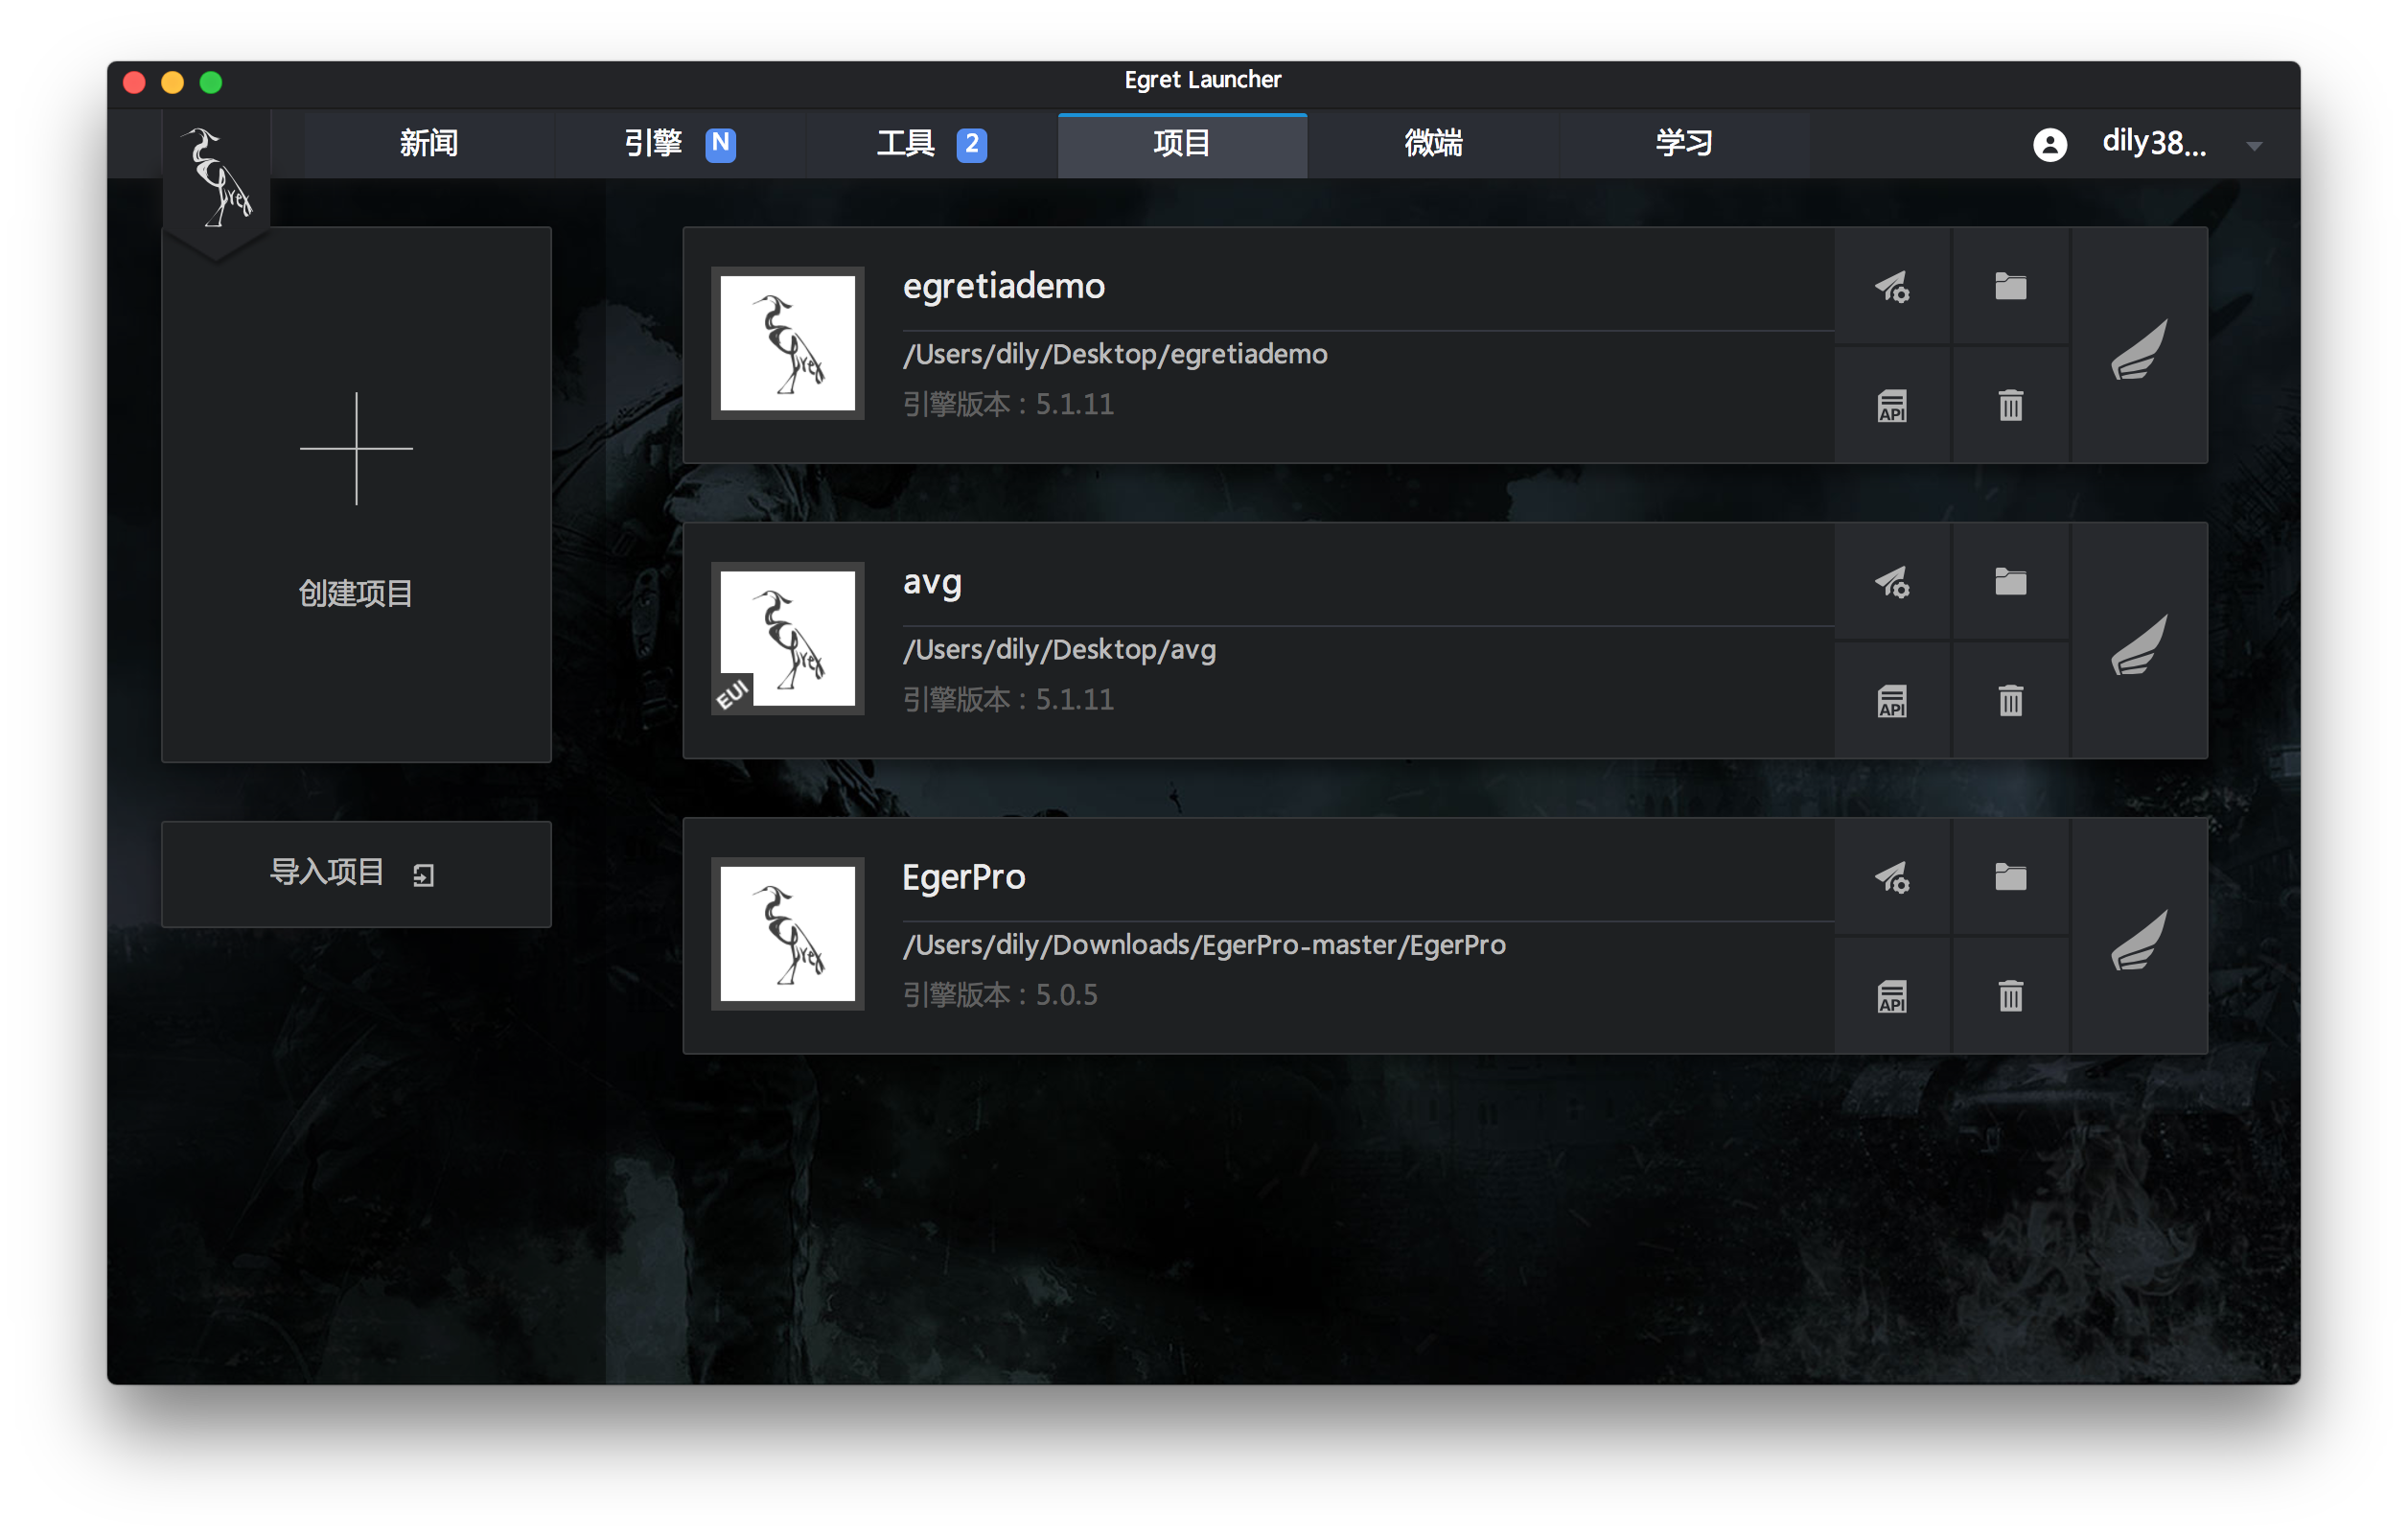 Egret Launcher
新闻
引擎 N
工具 2
项目
微端
学习
dily38...
Egret
创建项目
导入项目
egretiademo
/Users/dily/Desktop/egretiademo
引擎版本：5.1.11
API
avg
/Users/dily/Desktop/avg
引擎版本：5.1.11
EUI
API
EgerPro
/Users/dily/Downloads/EgerPro-master/EgerPro
引擎版本：5.0.5
API